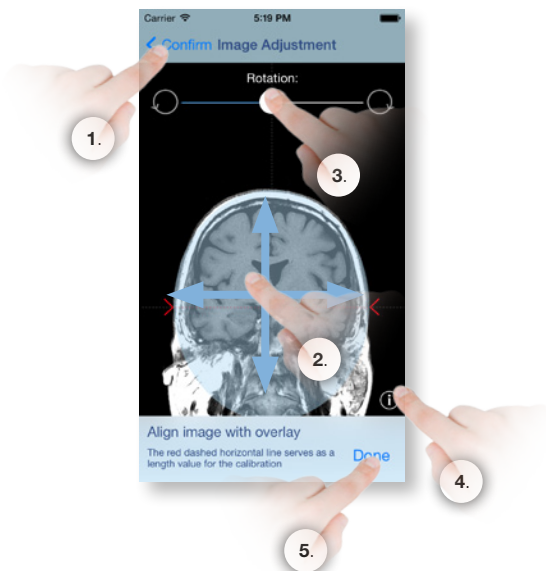 Carrier 5:19 PM
Confirm Image Adjustment
Rotation:
1.
3.
2.
i
Align image with overlay
The red dashed horizontal line serves as a
length value for the calibration
Done
4.
5.